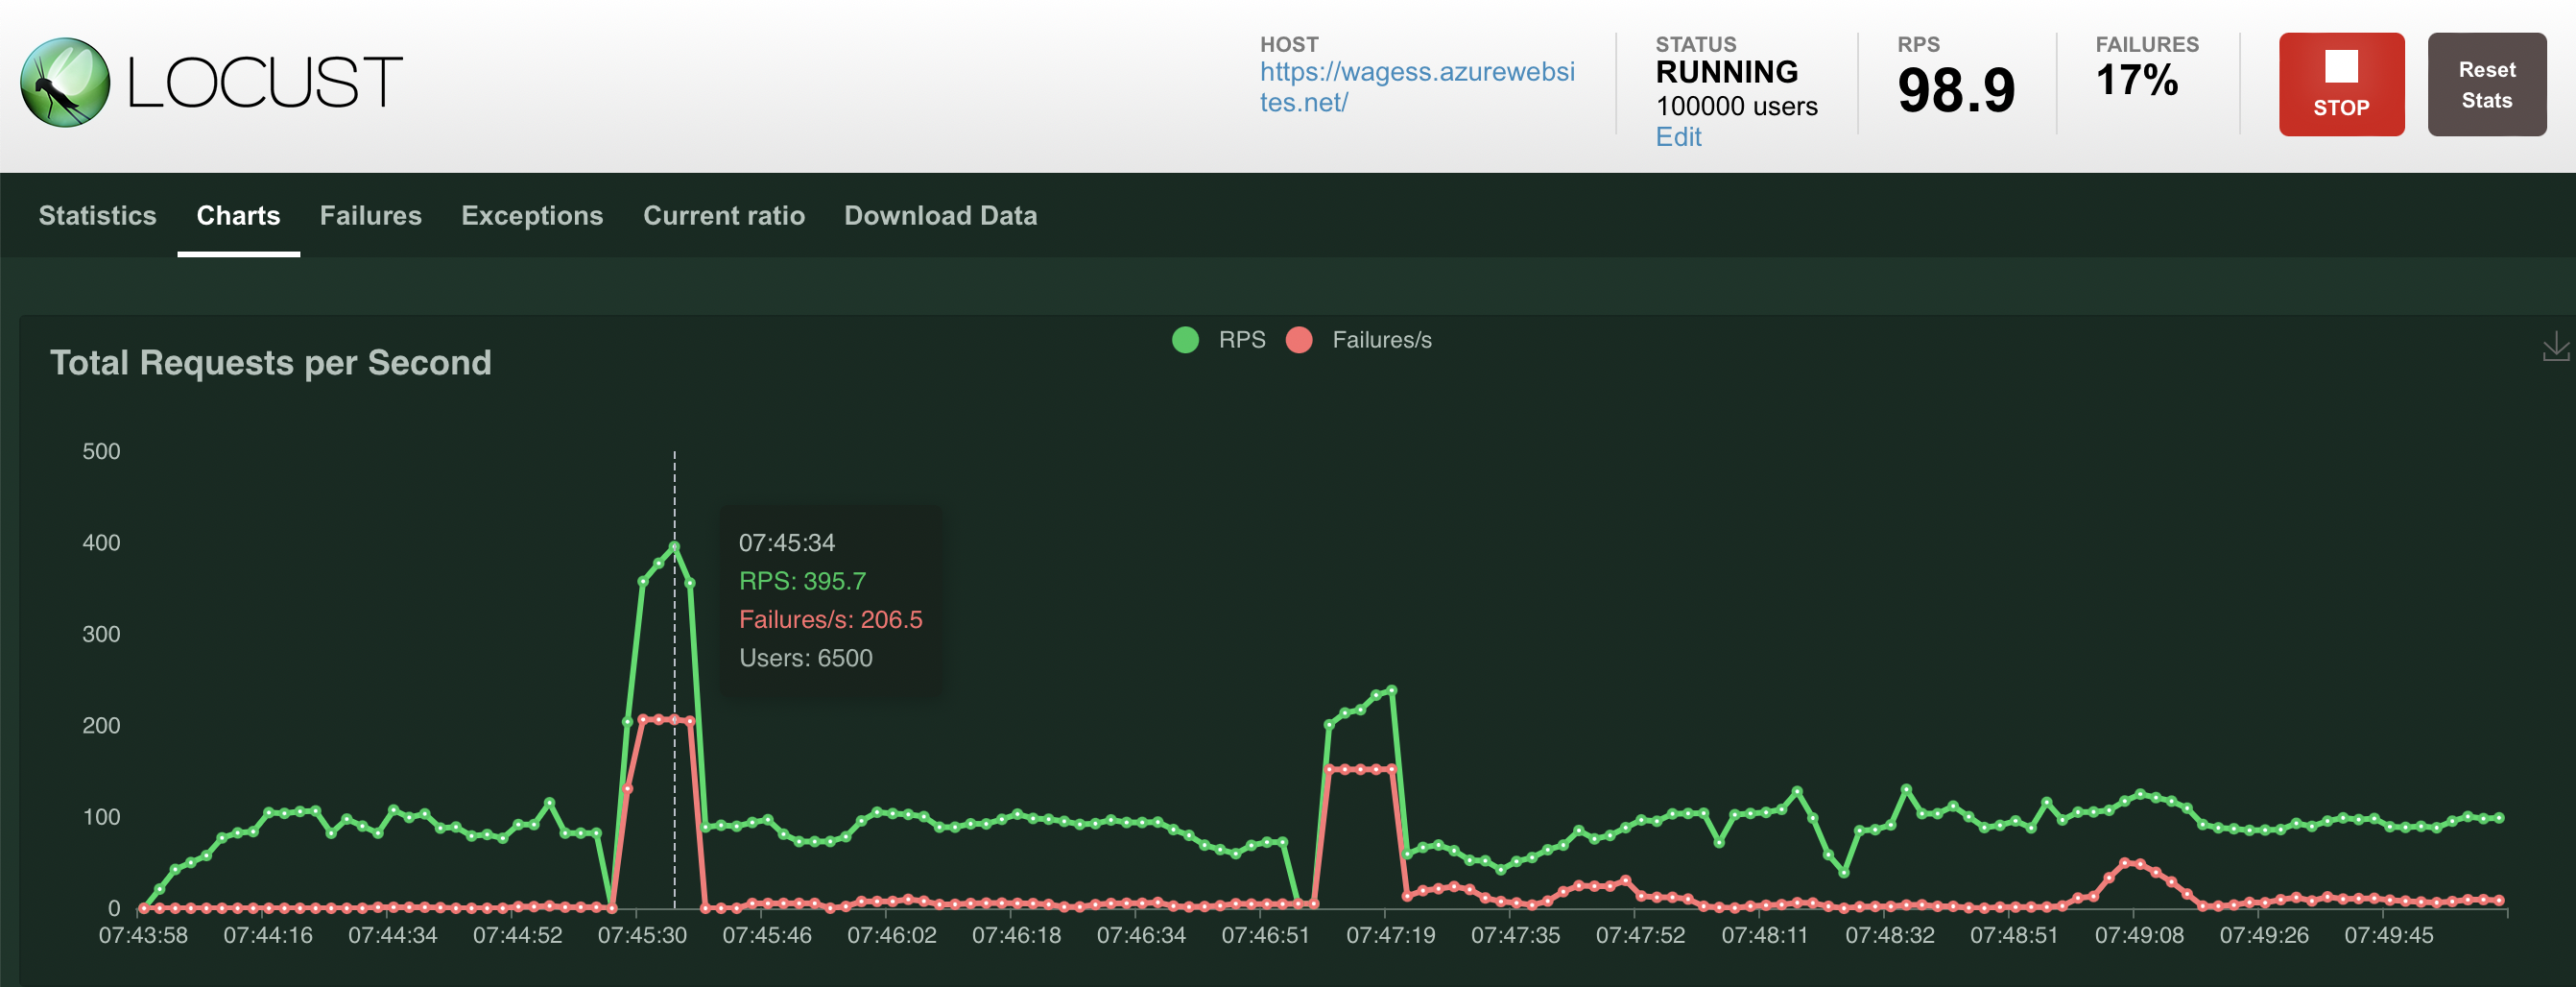 LOCUST
HOST
https://wagess.azurewebsi
tes.net/
STATUS
RUNNING
100000 users
Edit
RPS
98.9
FAILURES
17%
STOP
Reset
Stats
Statistics
Charts
Failures
Exceptions
Current ratio
Download Data
Total Requests per Second
RPS
Failures/s
500
400
300
200
100
0
07:45:34
RPS: 395.7
Failures/s: 206.5
Users: 6500
07:43:58
07:44:16
07:44:34
07:44:52
07:45:30
07:45:46
07:46:02
07:46:18
07:46:34
07:46:51
07:47:19
07:47:35
07:47:52
07:48:11
07:48:32
07:48:51
07:49:08
07:49:26
07:49:45